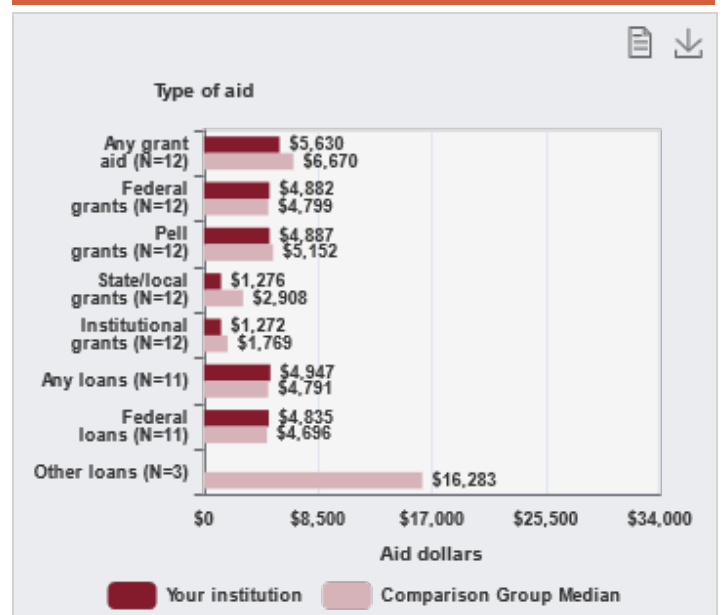 Type of aid
Any grant
aid (N=12)
$5,630
$6,670
Federal
grants (N=12)
$4,882
$4,799
Pell
grants (N=12)
$4,887
$5,152
State/local
grants (N=12)
$1,276
$2,908
Institutional
grants (N=12)
$1,272
$1,769
Any loans (N=11)
$4,947
$4,791
Federal
loans (N=11)
$4,835
$4,696
Other loans (N=3)
$16,283
$0 $8,500 $17,000 $25,500 $34,000
Aid dollars
Your institution Comparison Group Median